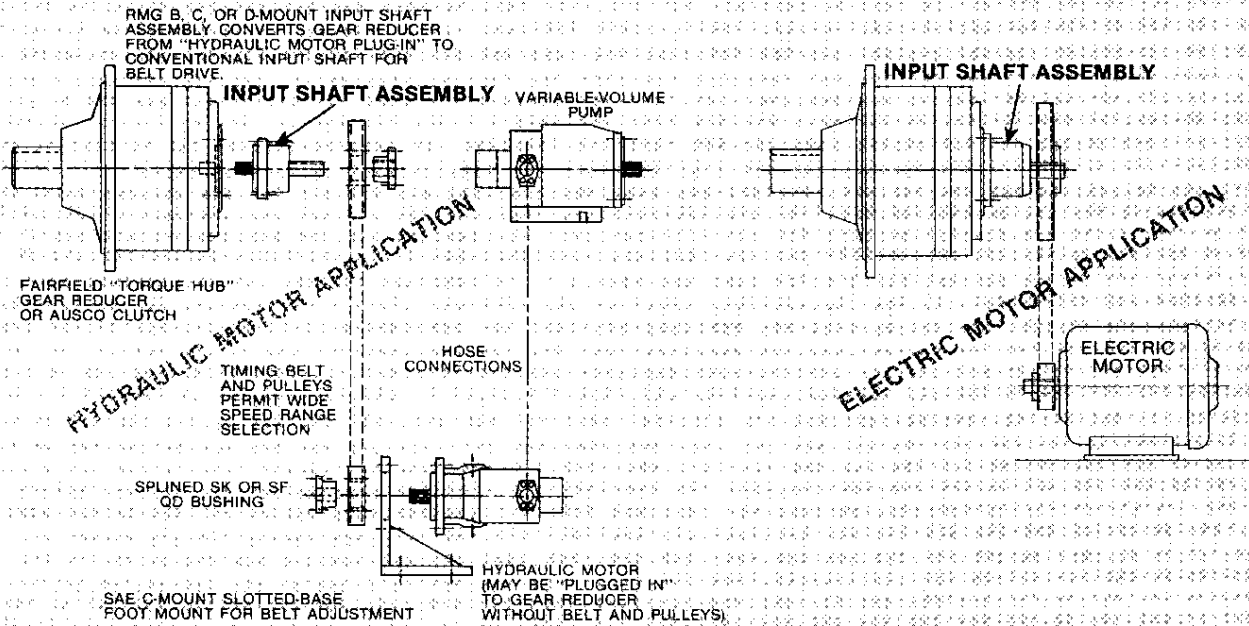 RMG B, C, OR D-MOUNT INPUT SHAFT
ASSEMBLY CONVERTS GEAR REDUCER
FROM "HYDRAULIC MOTOR PLUG-IN" TO
CONVENTIONAL INPUT SHAFT FOR
BELT DRIVE.
INPUT SHAFT ASSEMBLY
VARIABLE-VOLUME
PUMP
FAIRFIELD "TORQUE HUB"
GEAR REDUCER
OR AUSCO CLUTCH
HYDRAULIC MOTOR APPLICATION
TIMING BELT
AND PULLEYS
PERMIT WIDE
SPEED RANGE
SELECTION
HOSE
CONNECTIONS
SPLINED SK OR SF
QD BUSHING
SAE C-MOUNT SLOTTED-BASE
FOOT MOUNT FOR BELT ADJUSTMENT
HYDRAULIC MOTOR
(MAY BE "PLUGGED IN"
TO GEAR REDUCER
WITHOUT BELT AND PULLEYS)
INPUT SHAFT ASSEMBLY
ELECTRIC MOTOR APPLICATION
ELECTRIC
MOTOR